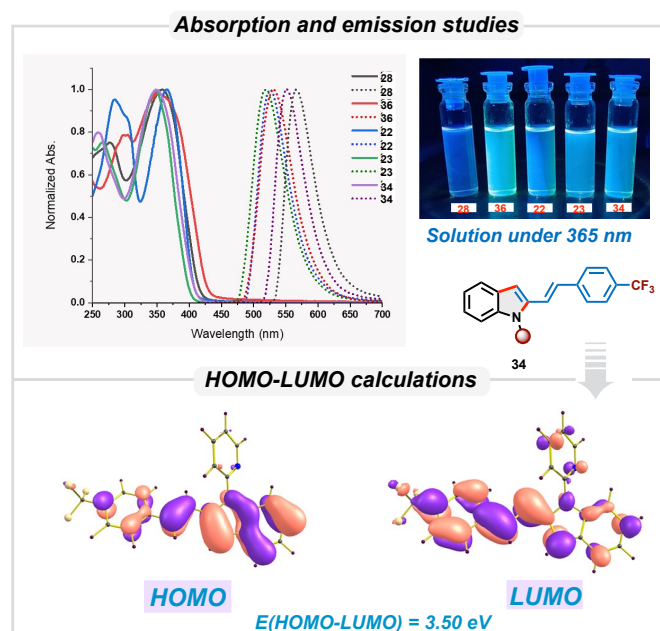 Absorption and emission studies
Normalized Abs.
1.0
0.8
0.6
0.4
0.2
0.0
250 300 350 400 450 500 550 600 650 700
Wavelength (nm)
28
28
36
36
22
22
23
23
34
34
28 36 22 23 34
Solution under 365 nm
CF3
N
34
HOMO-LUMO calculations
HOMO
LUMO
E(HOMO-LUMO) = 3.50 eV